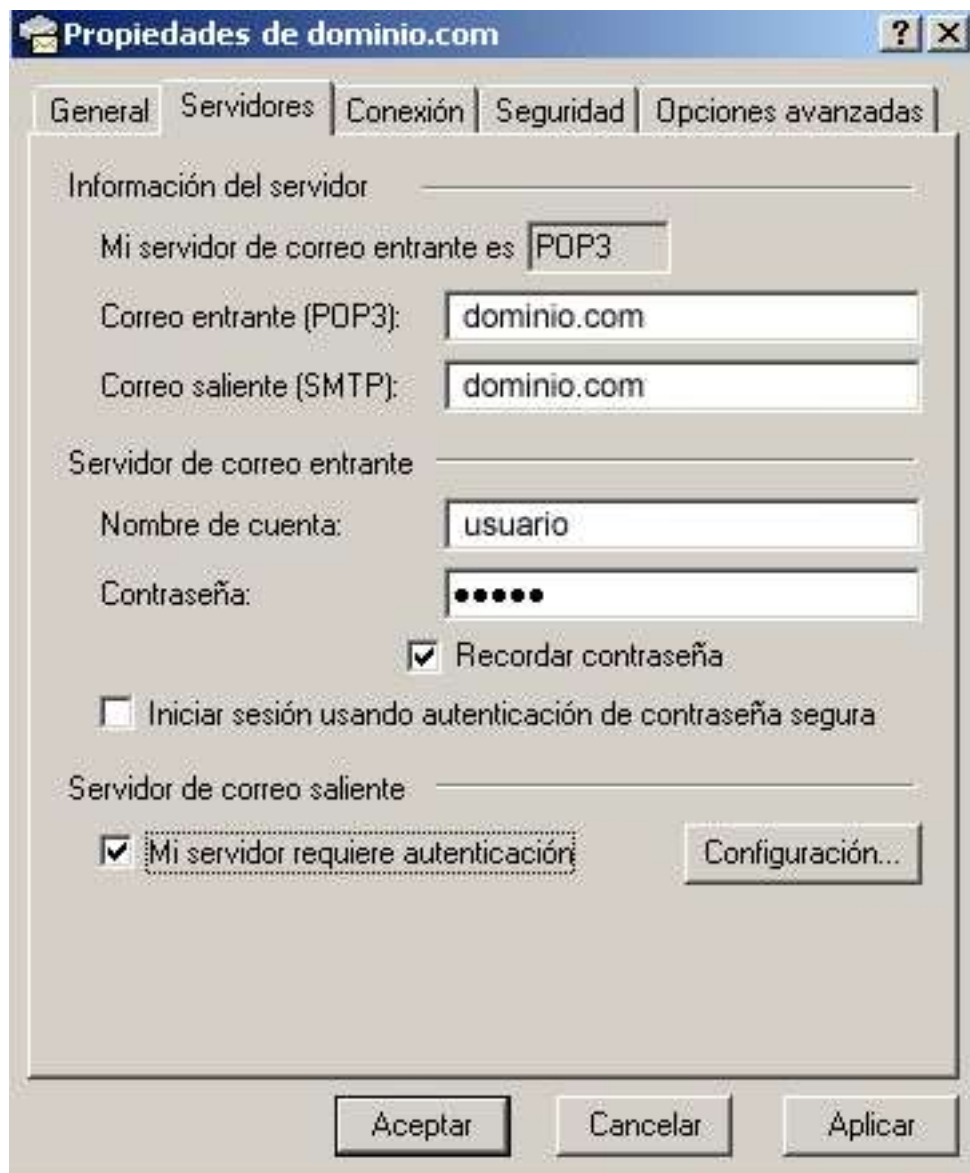 Propiedades de dominio.com
General Servidores Conexión Seguridad Opciones avanzadas
Información del servidor
Mi servidor de correo entrante es POP3
Correo entrante (POP3): dominio.com
Correo saliente (SMTP): dominio.com
Servidor de correo entrante
Nombre de cuenta: usuario
Contraseña: •••••
Recordar contraseña
Iniciar sesión usando autenticación de contraseña segura
Servidor de correo saliente
Mi servidor requiere autenticación Configuración...
Aceptar Cancelar Aplicar